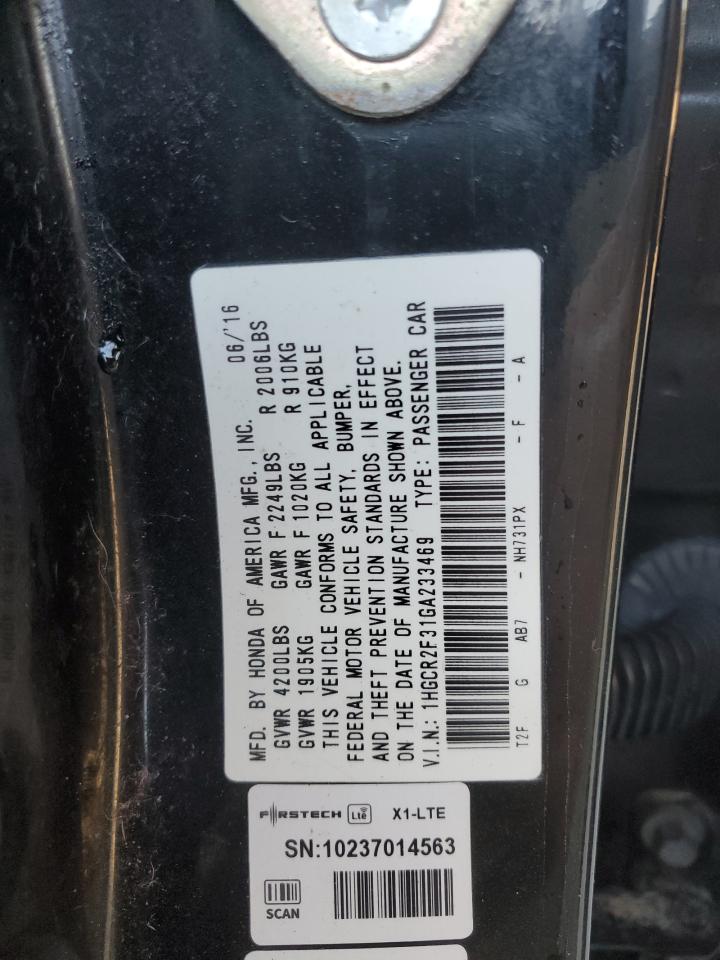 MFD. BY HONDA OF AMERICA MFG., INC. 06/'16
GVWR 4200LBS GAWR F 2249LBS R 2006LBS
GVWR 1905KG GAWR F 1020KG R 910KG
THIS VEHICLE CONFORMS TO ALL APPLICABLE
FEDERAL MOTOR VEHICLE SAFETY, BUMPER,
AND THEFT PREVENTION STANDARDS IN EFFECT
ON THE DATE OF MANUFACTURE SHOWN ABOVE.
V.I.N.: 1HGCR2F31GA233469 TYPE: PASSENGER CAR
T2F G AB7 - NH731PX - F - A
FIRSTECH Lte X1-LTE
SN:10237014563
SCAN